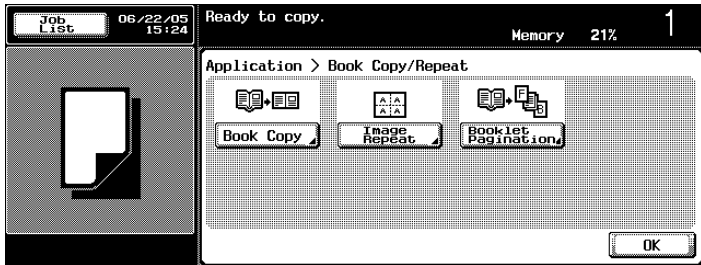 Job
List
06/22/05
15:24
Ready to copy.
Memory 21%
1
Application > Book Copy/Repeat
A A
A A
F
B
Book Copy
Image
Repeat
Booklet
Pagination
OK